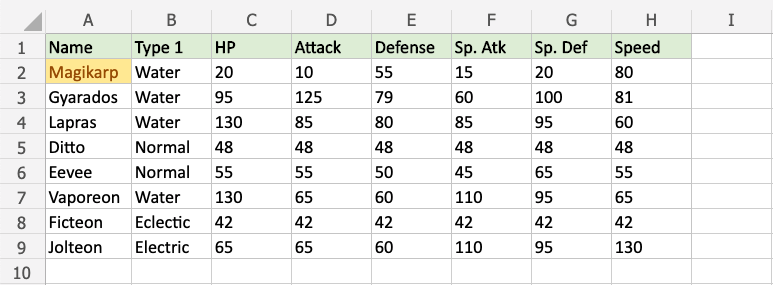 A B C D E F G H I
1 Name Type 1 HP Attack Defense Sp. Atk Sp. Def Speed
2 Magikarp Water 20 10 55 15 20 80
3 Gyarados Water 95 125 79 60 100 81
4 Lapras Water 130 85 80 85 95 60
5 Ditto Normal 48 48 48 48 48 48
6 Eevee Normal 55 55 50 45 65 55
7 Vaporeon Water 130 65 60 110 95 65
8 Ficteon Eclectic 42 42 42 42 42 42
9 Jolteon Electric 65 65 60 110 95 130
10